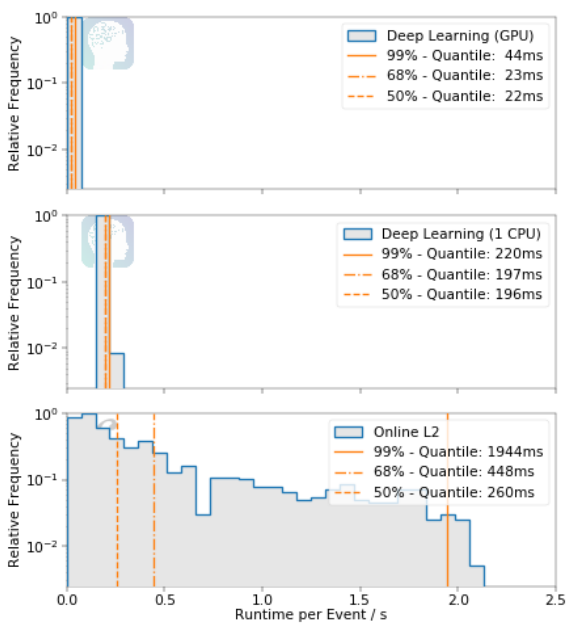 10⁰
10⁻¹
10⁻²
Relative Frequency
Deep Learning (GPU)
99% - Quantile: 44ms
68% - Quantile: 23ms
50% - Quantile: 22ms
10⁰
10⁻¹
10⁻²
Relative Frequency
Deep Learning (1 CPU)
99% - Quantile: 220ms
68% - Quantile: 197ms
50% - Quantile: 196ms
10⁰
10⁻¹
10⁻²
Relative Frequency
Online L2
99% - Quantile: 1944ms
68% - Quantile: 448ms
50% - Quantile: 260ms
0.0 0.5 1.0 1.5 2.0 2.5
Runtime per Event / s